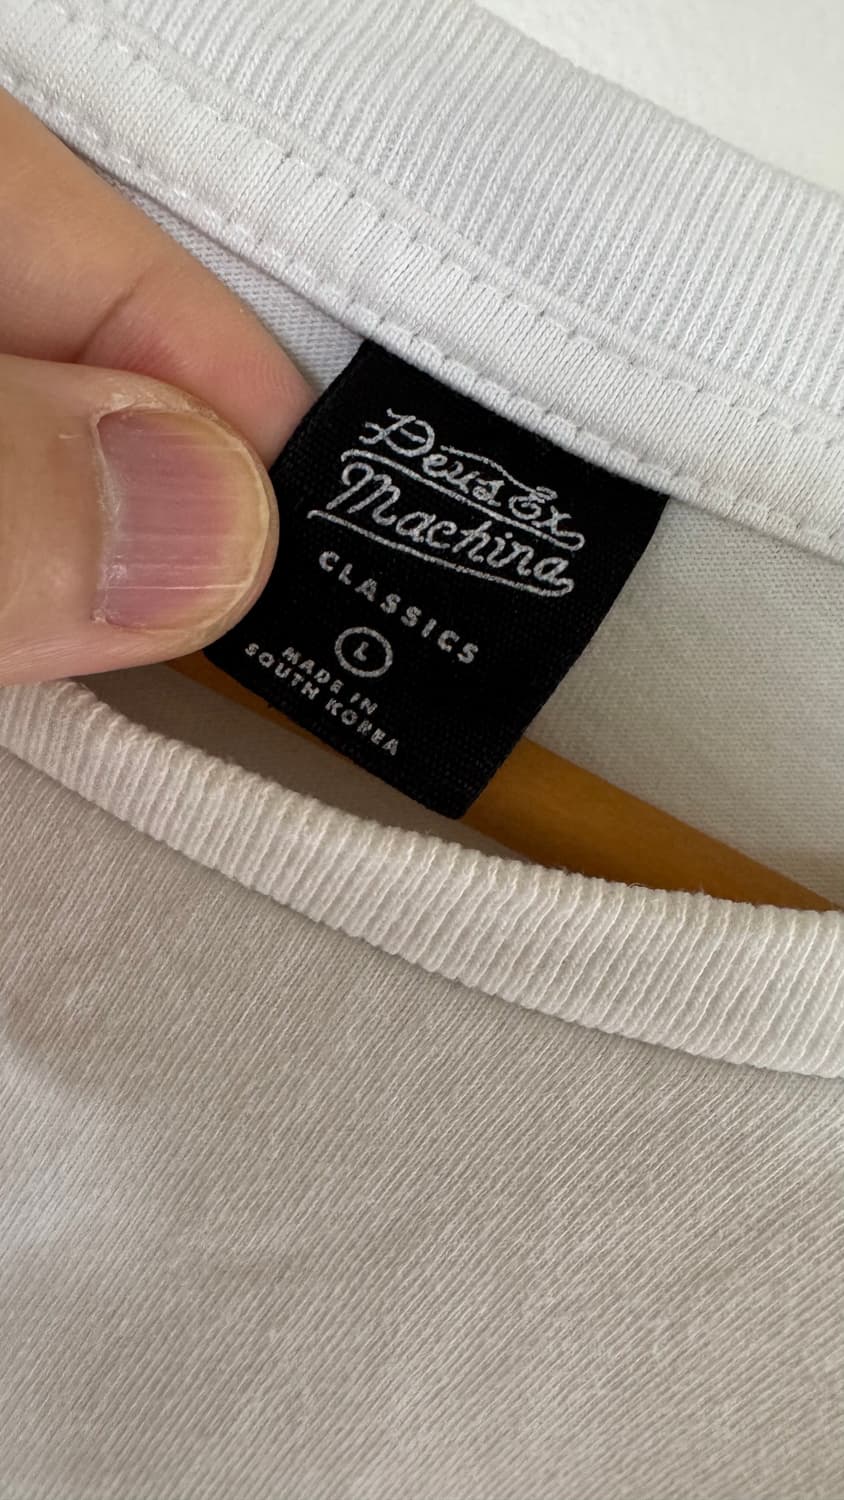 Deus Ex
Machina
CLASSICS
L
MADE IN
SOUTH KOREA